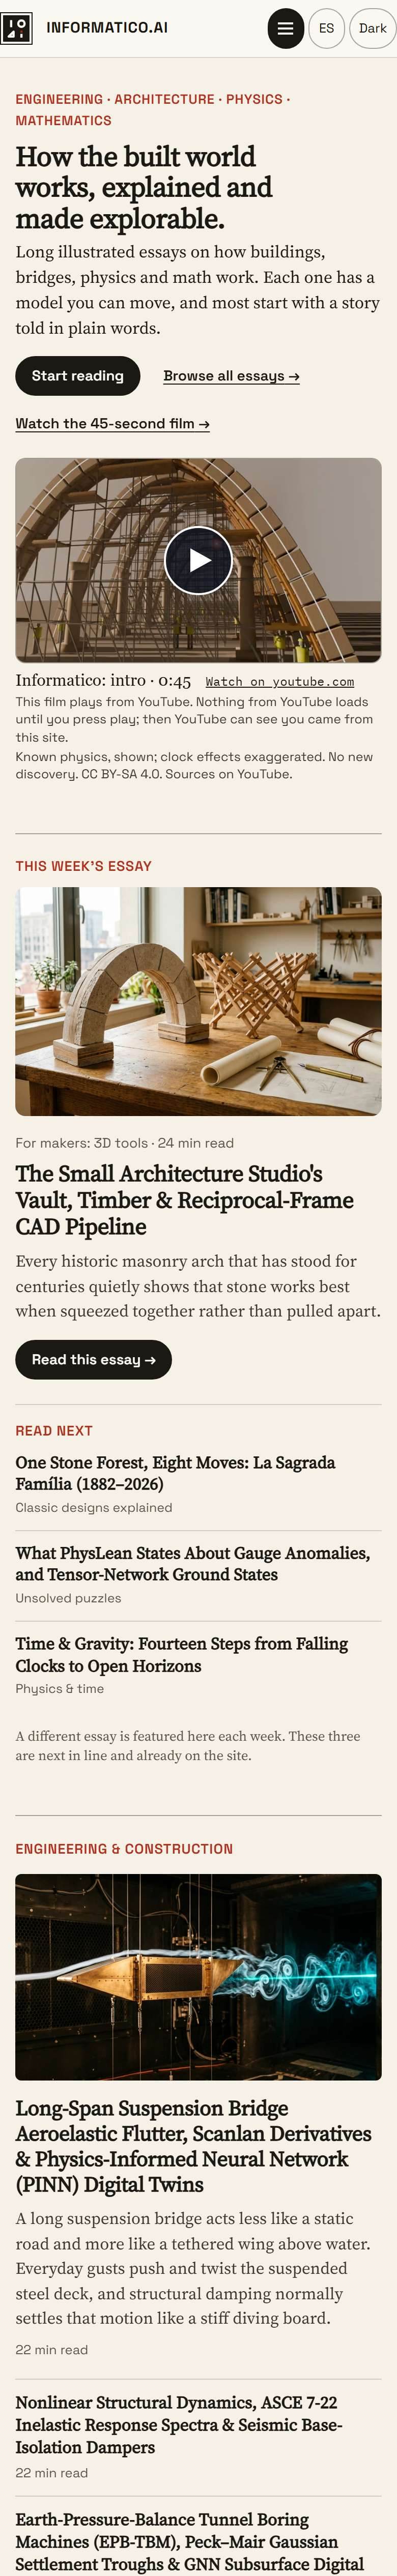 INFORMATICO.AI
ES
Dark
ENGINEERING · ARCHITECTURE · PHYSICS ·
MATHEMATICS
How the built world
works, explained and
made explorable.
Long illustrated essays on how buildings,
bridges, physics and math work. Each one has a
model you can move, and most start with a story
told in plain words.
Start reading
Browse all essays →
Watch the 45-second film →
Informatico: intro · 0:45 Watch on youtube.com
This film plays from YouTube. Nothing from YouTube loads
until you press play; then YouTube can see you came from
this site.
Known physics, shown; clock effects exaggerated. No new
discovery. CC BY-SA 4.0. Sources on YouTube.
THIS WEEK’S ESSAY
For makers: 3D tools · 24 min read
The Small Architecture Studio's
Vault, Timber & Reciprocal-Frame
CAD Pipeline
Every historic masonry arch that has stood for
centuries quietly shows that stone works best
when squeezed together rather than pulled apart.
Read this essay →
READ NEXT
One Stone Forest, Eight Moves: La Sagrada
Família (1882–2026)
Classic designs explained
What PhysLean States About Gauge Anomalies,
and Tensor-Network Ground States
Unsolved puzzles
Time & Gravity: Fourteen Steps from Falling
Clocks to Open Horizons
Physics & time
A different essay is featured here each week. These three
are next in line and already on the site.
ENGINEERING & CONSTRUCTION
Long-Span Suspension Bridge
Aeroelastic Flutter, Scanlan Derivatives
& Physics-Informed Neural Network
(PINN) Digital Twins
A long suspension bridge acts less like a static
road and more like a tethered wing above water.
Everyday gusts push and twist the suspended
steel deck, and structural damping normally
settles that motion like a stiff diving board.
22 min read
Nonlinear Structural Dynamics, ASCE 7-22
Inelastic Response Spectra & Seismic Base-
Isolation Dampers
22 min read
Earth-Pressure-Balance Tunnel Boring
Machines (EPB-TBM), Peck–Mair Gaussian
Settlement Troughs & GNN Subsurface Digital